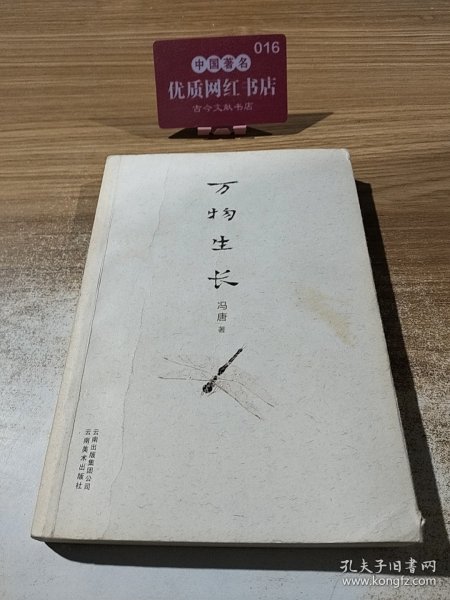 016
中国著名
优质网红书店
古今文献书店
万物生长
冯唐 著
云南出版集团公司
云南美术出版社
孔夫子旧书网
www.kongfz.com